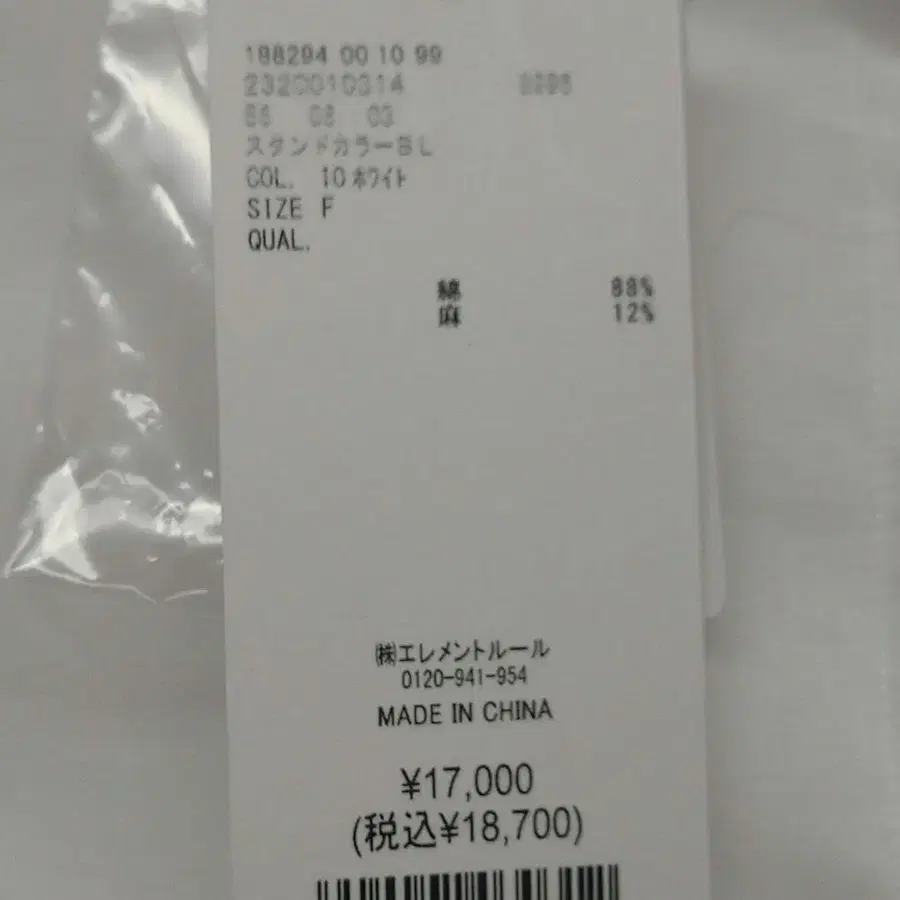 188294 00 10 99
2320010314
03
スタンドカラーBL
COL. 10 ホワイト
SIZE F
QUAL.
綿 88%
麻 12%
㈱エレメントルール
0120-941-954
MADE IN CHINA
¥17,000
(税込¥18,700)